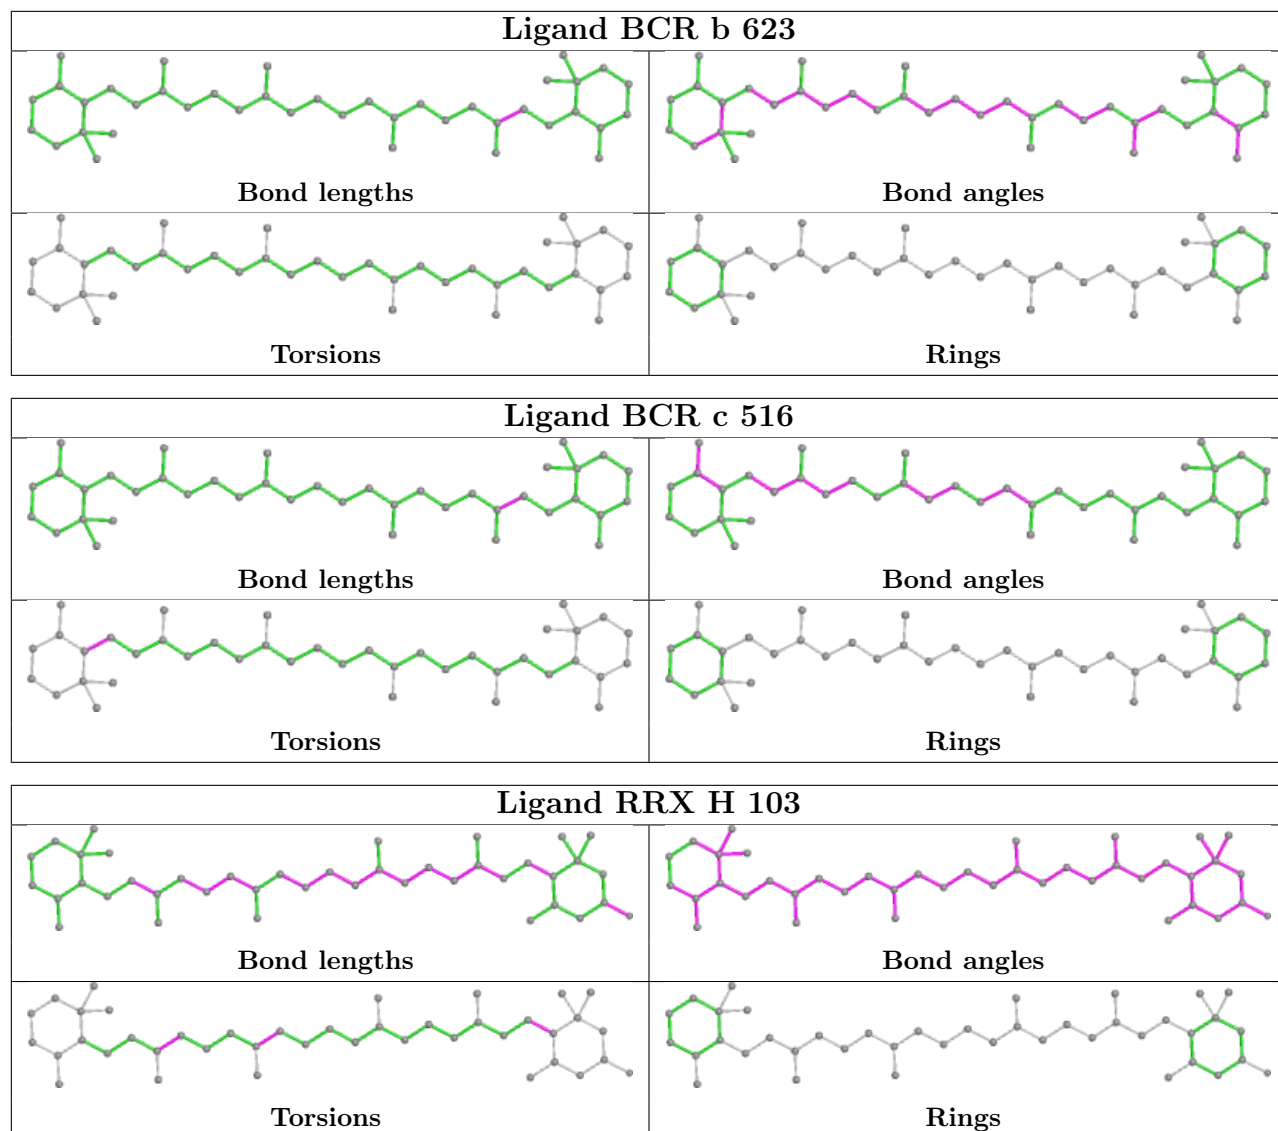 Ligand BCR b 623
Bond lengths
Bond angles
Torsions
Rings
Ligand BCR c 516
Bond lengths
Bond angles
Torsions
Rings
Ligand RRX H 103
Bond lengths
Bond angles
Torsions
Rings